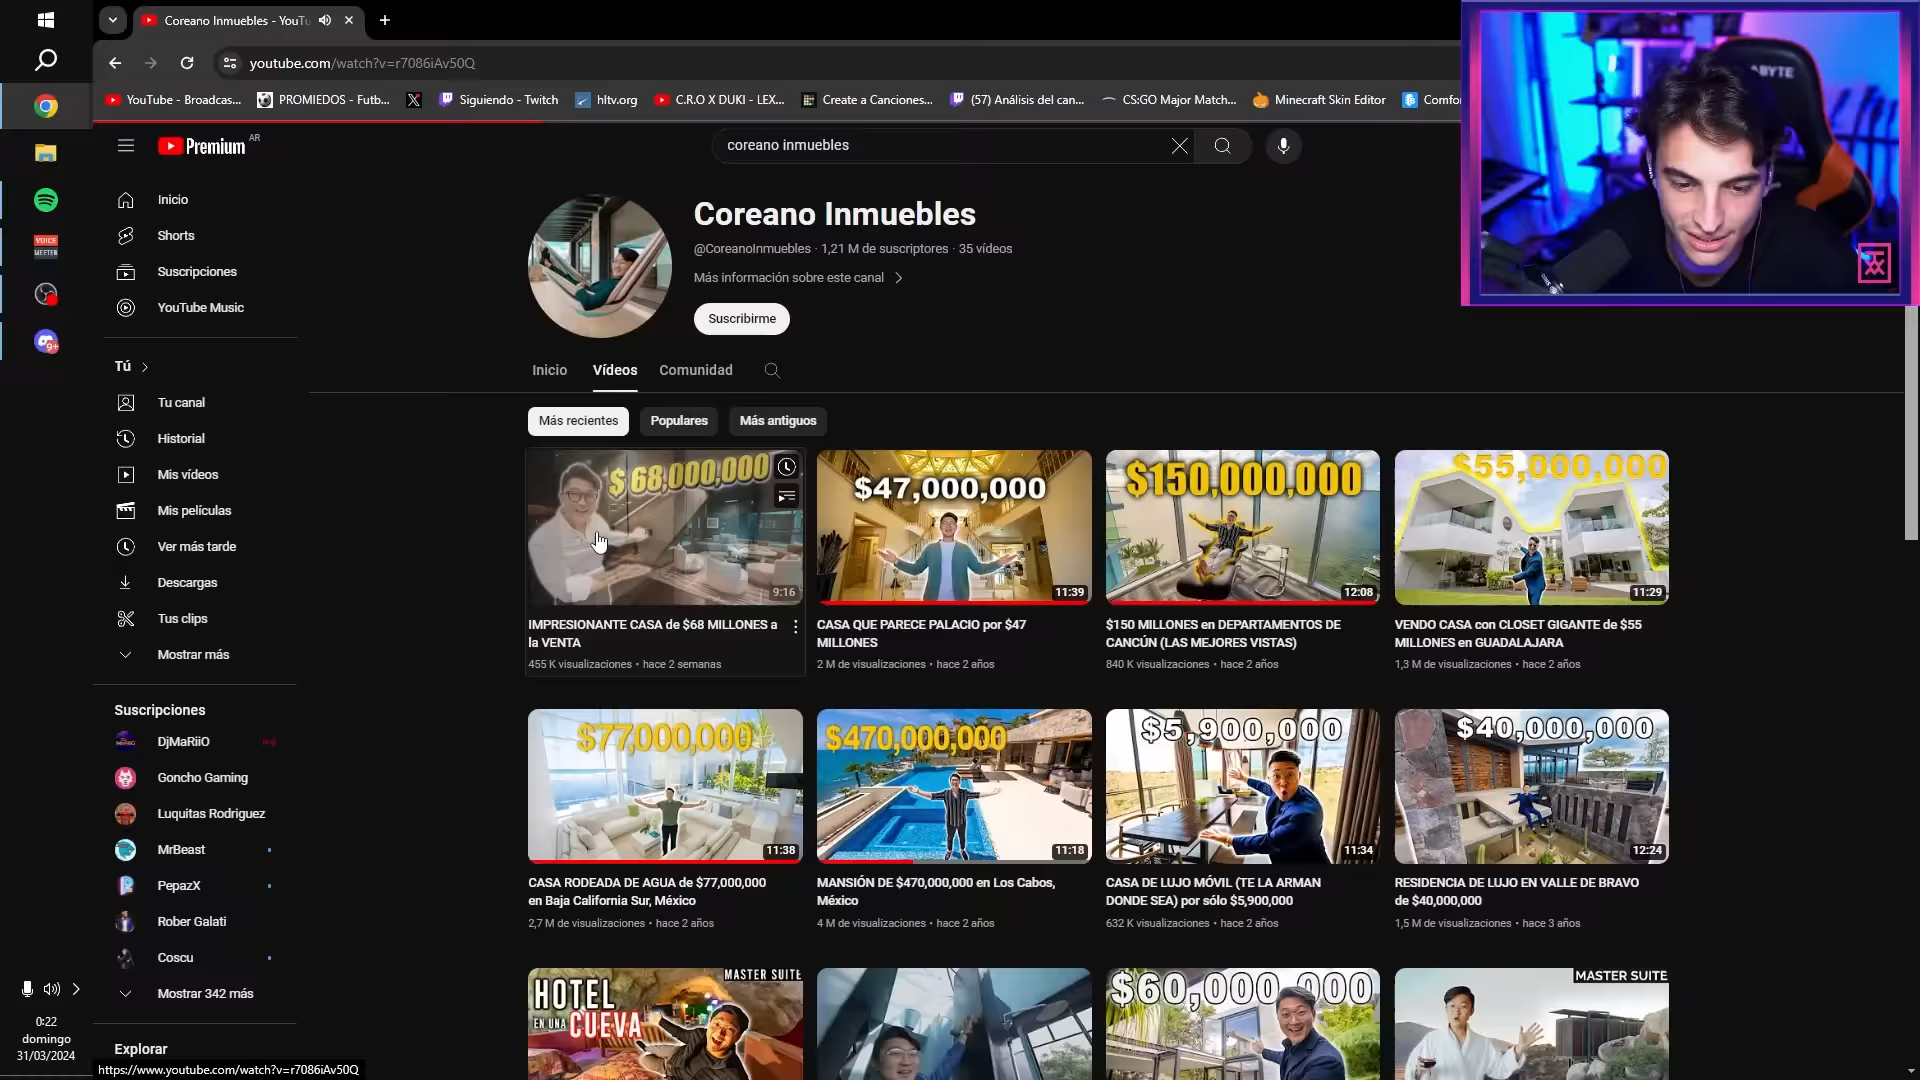 Coreano Inmuebles - YouTu
youtube.com/watch?v=r7086iAv50Q
YouTube - Broadcas...
PROMIEDOS - Futb...
Siguiendo - Twitch
hltv.org
C.R.O X DUKI - LEX...
Create a Canciones...
(57) Análisis del can...
CS:GO Major Match...
Minecraft Skin Editor
Comfo
Premium
AR
coreano inmuebles
Inicio
Shorts
Suscripciones
YouTube Music
Tú
Tu canal
Historial
Mis vídeos
Mis películas
Ver más tarde
Descargas
Tus clips
Mostrar más
Suscripciones
DjMaRiiO
Goncho Gaming
Luquitas Rodriguez
MrBeast
PepazX
Rober Galati
Coscu
Mostrar 342 más
Explorar
https://www.youtube.com/watch?v=r7086iAv50Q
VOICE
MEETER
9+
0:22
domingo
31/03/2024
Coreano Inmuebles
@CoreanoInmuebles · 1,21 M de suscriptores · 35 vídeos
Más información sobre este canal
Suscribirme
Inicio
Vídeos
Comunidad
Más recientes
Populares
Más antiguos
$68,000,000
9:16
IMPRESIONANTE CASA de $68 MILLONES a
la VENTA
455 K visualizaciones • hace 2 semanas
$47,000,000
11:39
CASA QUE PARECE PALACIO por $47
MILLONES
2 M de visualizaciones • hace 2 años
$150,000,000
12:08
$150 MILLONES en DEPARTAMENTOS DE
CANCÚN (LAS MEJORES VISTAS)
840 K visualizaciones • hace 2 años
$55,000,000
11:29
VENDO CASA con CLOSET GIGANTE de $55
MILLONES en GUADALAJARA
1,3 M de visualizaciones • hace 2 años
$77,000,000
11:38
CASA RODEADA DE AGUA de $77,000,000
en Baja California Sur, México
2,7 M de visualizaciones • hace 2 años
$470,000,000
11:18
MANSIÓN DE $470,000,000 en Los Cabos,
México
4 M de visualizaciones • hace 2 años
$5,900,000
11:34
CASA DE LUJO MÓVIL (TE LA ARMAN
DONDE SEA) por sólo $5,900,000
632 K visualizaciones • hace 2 años
$40,000,000
12:24
RESIDENCIA DE LUJO EN VALLE DE BRAVO
de $40,000,000
1,5 M de visualizaciones • hace 3 años
MASTER SUITE
HOTEL
EN UNA CUEVA
$60,000,000
MASTER SUITE